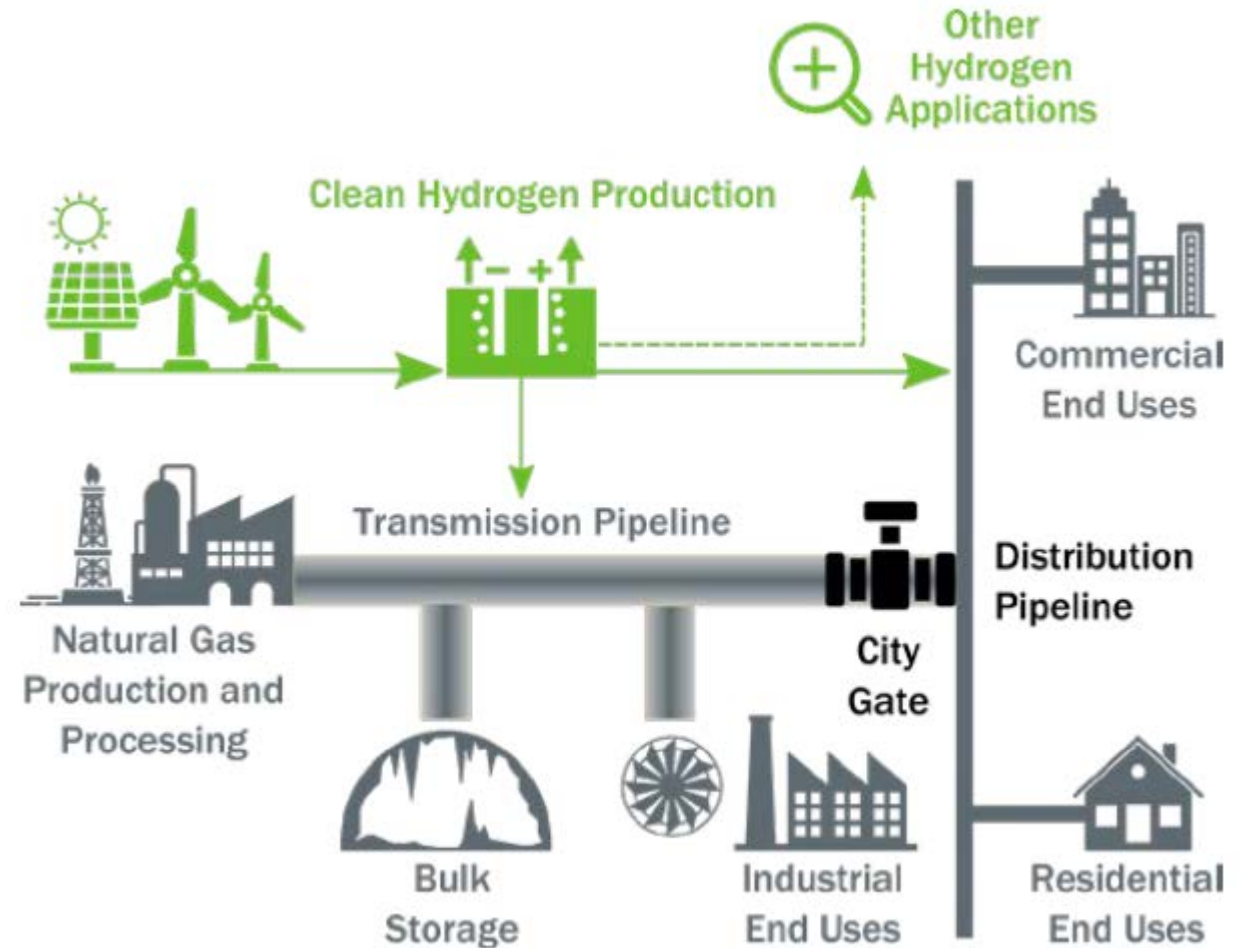 Other
Hydrogen
Applications
Clean Hydrogen Production
- +
Commercial
End Uses
Transmission Pipeline
Distribution
Pipeline
Natural Gas
Production and
Processing
City
Gate
Bulk
Storage
Industrial
End Uses
Residential
End Uses